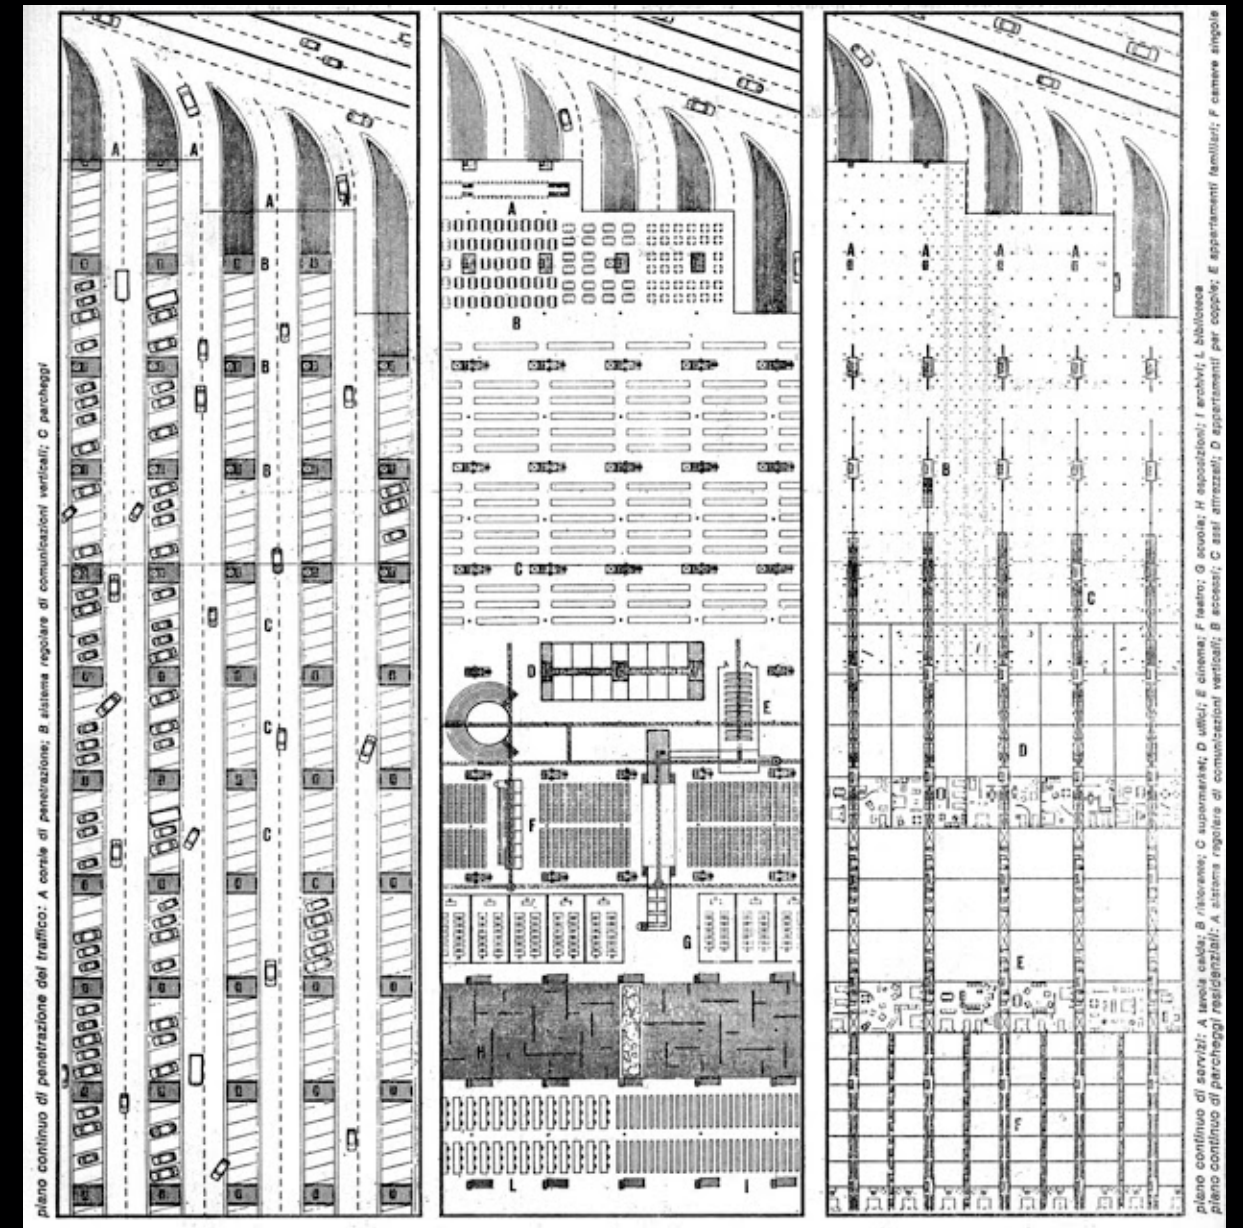 piano continuo di penetrazione del traffico: A corsie di penetrazione; B sistema regolare di comunicazioni verticali; C parcheggi
A
A
A
B
B
B
C
C
C
A
B
C
D
E
F
G
H
L
I
A
A
A
A
B
B
B
B
B
C
D
E
piano continuo di servizi: A tavola calda; B ristorante; C supermarket; D uffici; E cinema; F teatro; G scuola; H esposizioni; I archivi; L biblioteca
piano continuo di parcheggi residenziali: A sistema regolare di comunicazioni verticali; B accessi; C assi attrezzati; D appartamenti per coppie; E appartamenti familiari; F camere singole